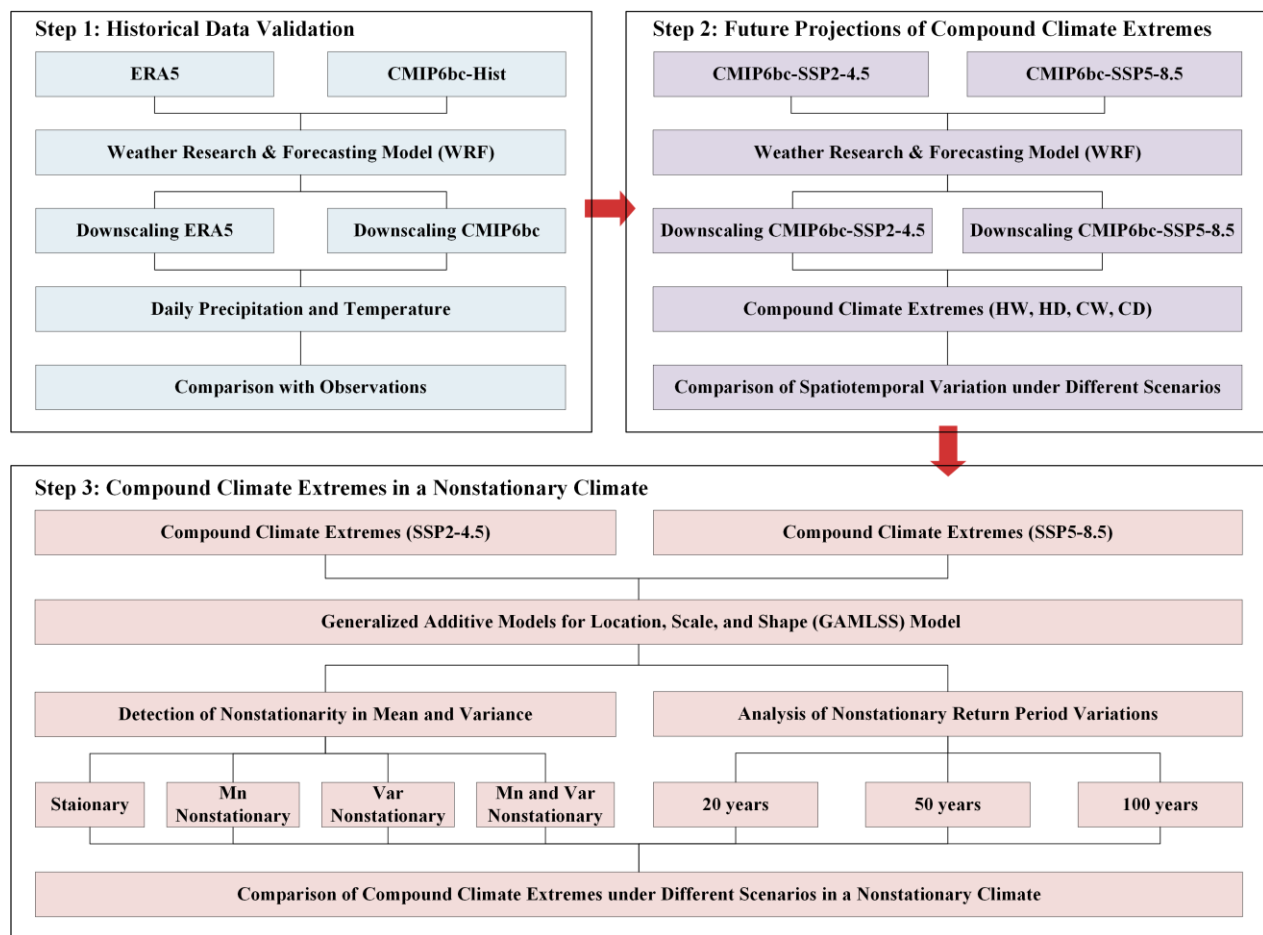 Step 1: Historical Data Validation
ERA5
CMIP6bc-Hist
Weather Research & Forecasting Model (WRF)
Downscaling ERA5
Downscaling CMIP6bc
Daily Precipitation and Temperature
Comparison with Observations
Step 2: Future Projections of Compound Climate Extremes
CMIP6bc-SSP2-4.5
CMIP6bc-SSP5-8.5
Weather Research & Forecasting Model (WRF)
Downscaling CMIP6bc-SSP2-4.5
Downscaling CMIP6bc-SSP5-8.5
Compound Climate Extremes (HW, HD, CW, CD)
Comparison of Spatiotemporal Variation under Different Scenarios
Step 3: Compound Climate Extremes in a Nonstationary Climate
Compound Climate Extremes (SSP2-4.5)
Compound Climate Extremes (SSP5-8.5)
Generalized Additive Models for Location, Scale, and Shape (GAMLSS) Model
Detection of Nonstationarity in Mean and Variance
Analysis of Nonstationary Return Period Variations
Staionary
Mn
Nonstationary
Var
Nonstationary
Mn and Var
Nonstationary
20 years
50 years
100 years
Comparison of Compound Climate Extremes under Different Scenarios in a Nonstationary Climate